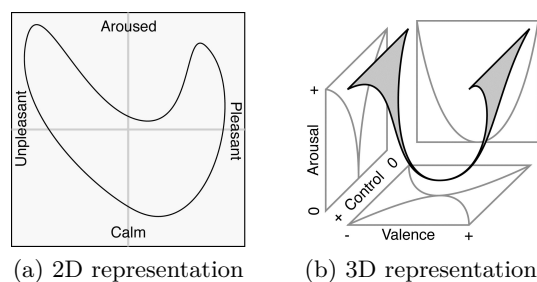 Aroused
Unpleasant
Pleasant
Calm
(a) 2D representation
+
Arousal
0
+ Control 0
- Valence +
(b) 3D representation